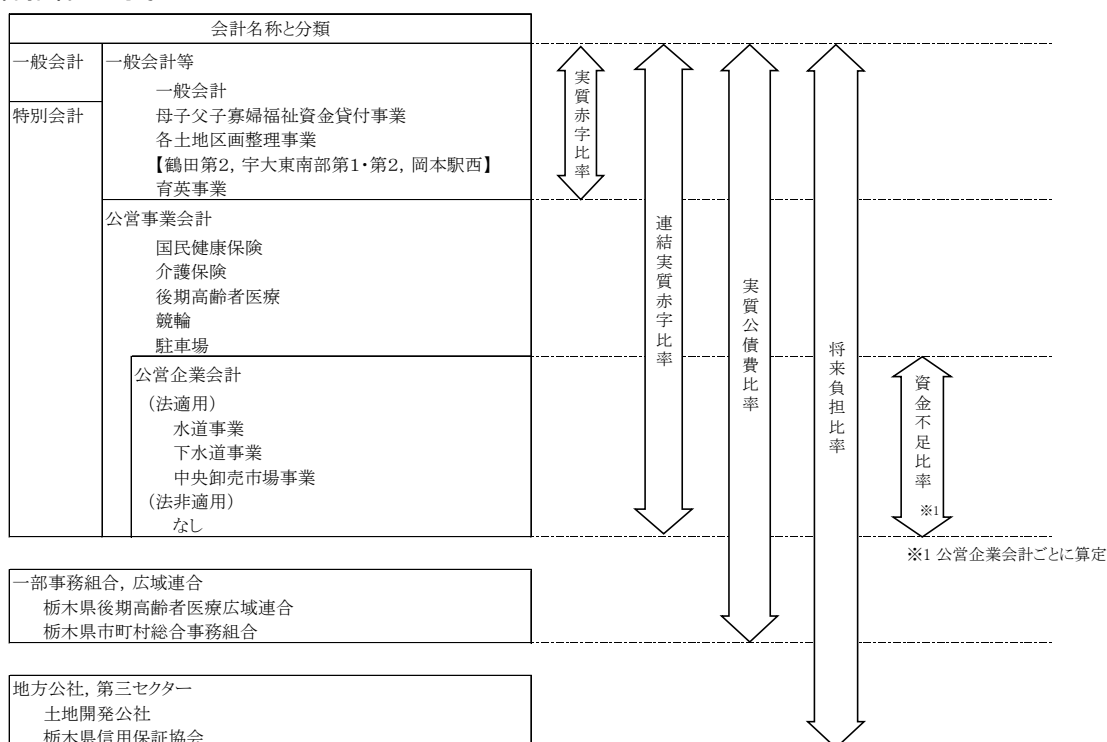 会計名称と分類
一般会計
一般会計等
一般会計
特別会計
母子父子寡婦福祉資金貸付事業
各土地区画整理事業
【鶴田第2, 宇大東南部第1・第2, 岡本駅西】
育英事業
公営事業会計
国民健康保険
介護保険
後期高齢者医療
競輪
駐車場
公営企業会計
(法適用)
水道事業
下水道事業
中央卸売市場事業
(法非適用)
なし
実質赤字比率
連結実質赤字比率
実質公債費比率
将来負担比率
資金不足比率
※1
※1 公営企業会計ごとに算定
一部事務組合, 広域連合
栃木県後期高齢者医療広域連合
栃木県市町村総合事務組合
地方公社, 第三セクター
土地開発公社
栃木県信用保証協会